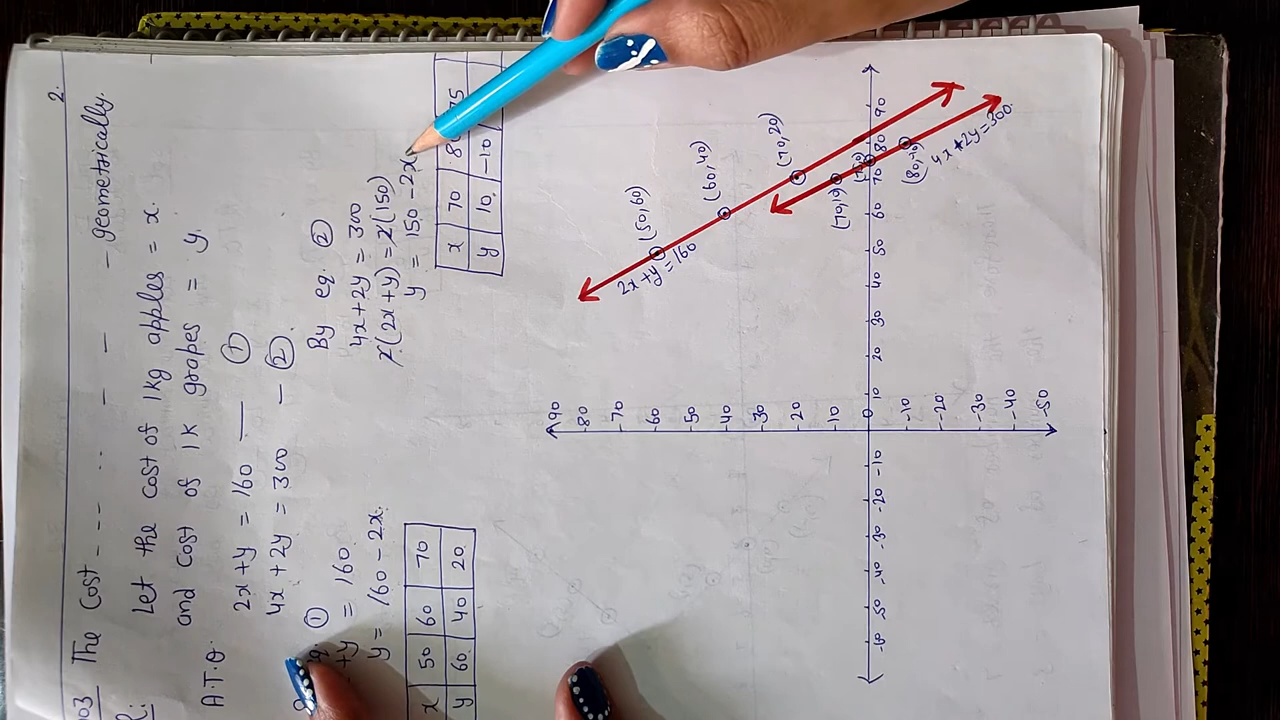 2.
003 The Cost ---- .. - - - geometrically.
Let the cost of 1kg apples = x.
and cost of 1k grapes = y.
A.T.Q.
2x+y = 160 — ①
4x+2y = 300 — ②.
eq. ①
+y = 160
y = 160 - 2x.
x 50 60 70
y 60 40 20
By eq. ②
4x+2y = 300
2(2x+y) = 2(150)
y = 150 - 2x
x 70 75
y 10 -10
90
80
70
60
50
40
30
20
10
0
-10
-20
-30
-40
-50
-20 -10 10 20 30 40 50 60 70 80 90
-50 -40 -30
(50,60)
(60,40)
(70,20)
(70,10)
(75,0)
(80,-10)
2x+y=160
4x+2y=300.